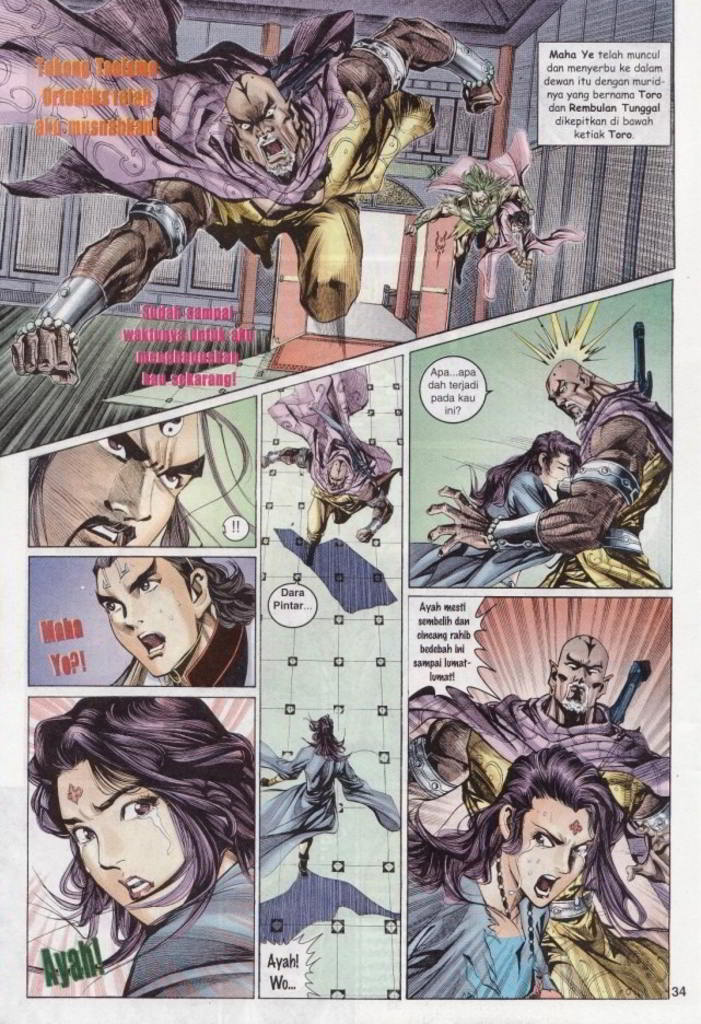 Tokong Taoisme
Ortodoks telah
aku musnahkan!
Maha Ye telah muncul
dan menyerbu ke dalam
dewan itu dengan murid-
nya yang bernama Toro
dan Rembulan Tunggal
dikepitkan di bawah
ketiak Toro.
Sudah sampai
waktunya untuk aku
menghapuskan
kau sekarang!
!!
Maha
Ye?!
Ayah!
Dara
Pintar...
Ayah!
Wo...
Apa...apa
dah terjadi
pada kau
ini?
Ayah mesti
sembelih dan
cincang rahib
bedebah ini
sampai lumat-
lumat!
34